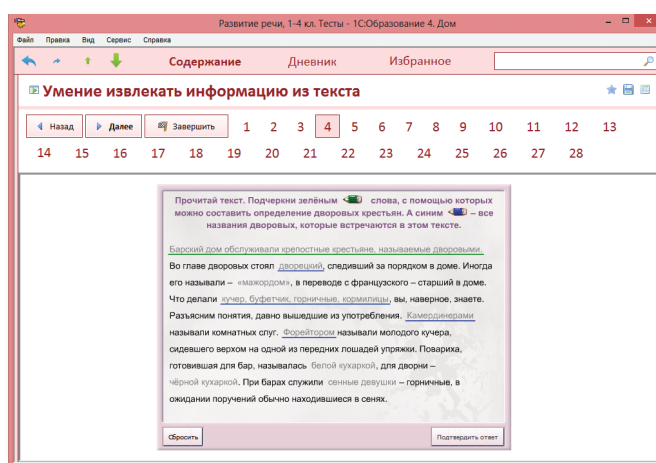 Развитие речи, 1-4 кл. Тесты - 1С:Образование 4. Дом
Файл Правка Вид Сервис Справка
Содержание Дневник Избранное
Умение извлекать информацию из текста
Назад Далее Завершить 1 2 3 4 5 6 7 8 9 10 11 12 13
14 15 16 17 18 19 20 21 22 23 24 25 26 27 28
Прочитай текст. Подчеркни зелёным слова, с помощью которых
можно составить определение дворовых крестьян. А синим – все
названия дворовых, которые встречаются в этом тексте.
Барский дом обслуживали крепостные крестьяне, называемые дворовыми.
Во главе дворовых стоял дворецкий, следивший за порядком в доме. Иногда
его называли – «мажордом», в переводе с французского – старший в доме.
Что делали кучер, буфетчик, горничные, кормилицы, вы, наверное, знаете.
Разъясним понятия, давно вышедшие из употребления. Камердинерами
называли комнатных слуг. Форейтором называли молодого кучера,
сидевшего верхом на одной из передних лошадей упряжки. Повариха,
готовившая для бар, называлась белой кухаркой, для дворни –
чёрной кухаркой. При барах служили сенные девушки – горничные, в
ожидании поручений обычно находившиеся в сенях.
Сбросить Подтвердить ответ